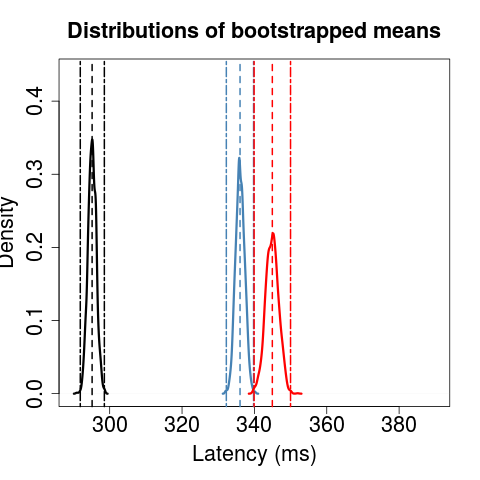 Distributions of bootstrapped means
Density
0.0 0.1 0.2 0.3 0.4
300 320 340 360 380
Latency (ms)